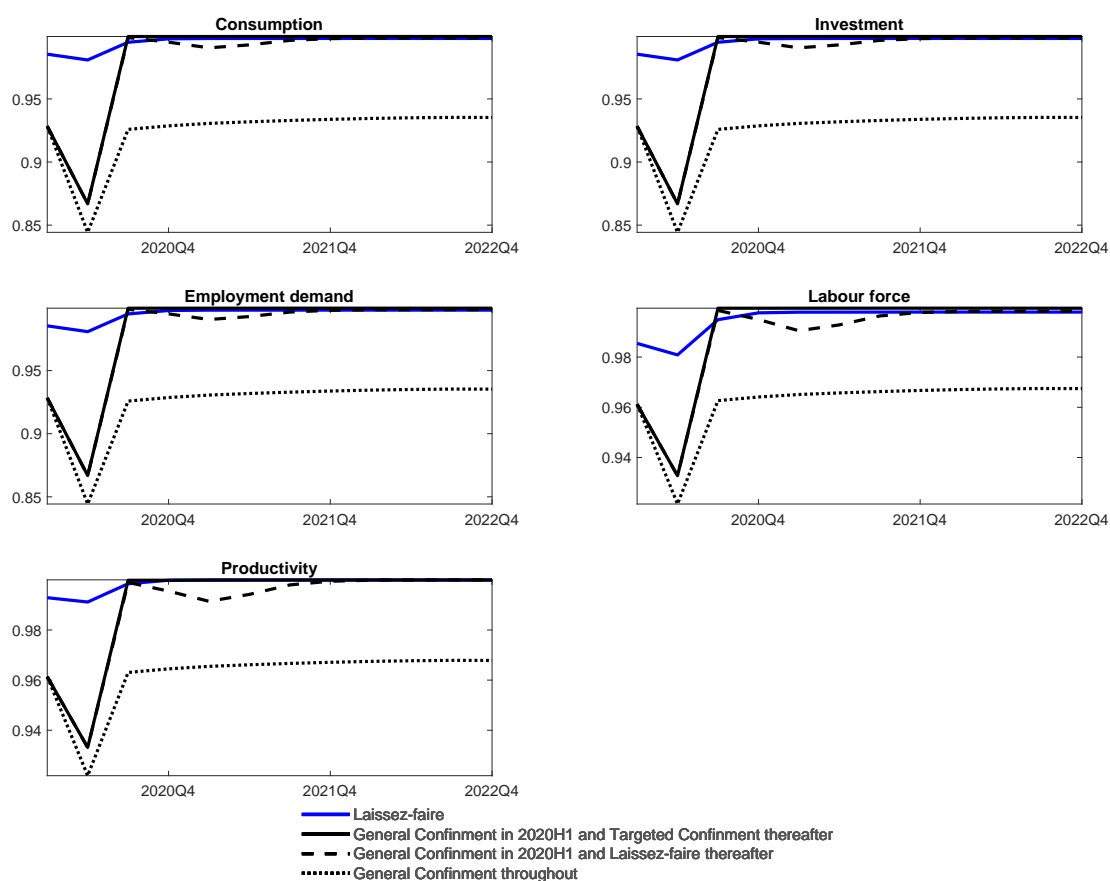 Consumption
0.95
0.9
0.85
2020Q4 2021Q4 2022Q4
Investment
0.95
0.9
0.85
2020Q4 2021Q4 2022Q4
Employment demand
0.95
0.9
0.85
2020Q4 2021Q4 2022Q4
Labour force
0.98
0.96
0.94
2020Q4 2021Q4 2022Q4
Productivity
0.98
0.96
0.94
2020Q4 2021Q4 2022Q4
Laissez-faire
General Confinment in 2020H1 and Targeted Confinment thereafter
General Confinment in 2020H1 and Laissez-faire thereafter
General Confinment throughout